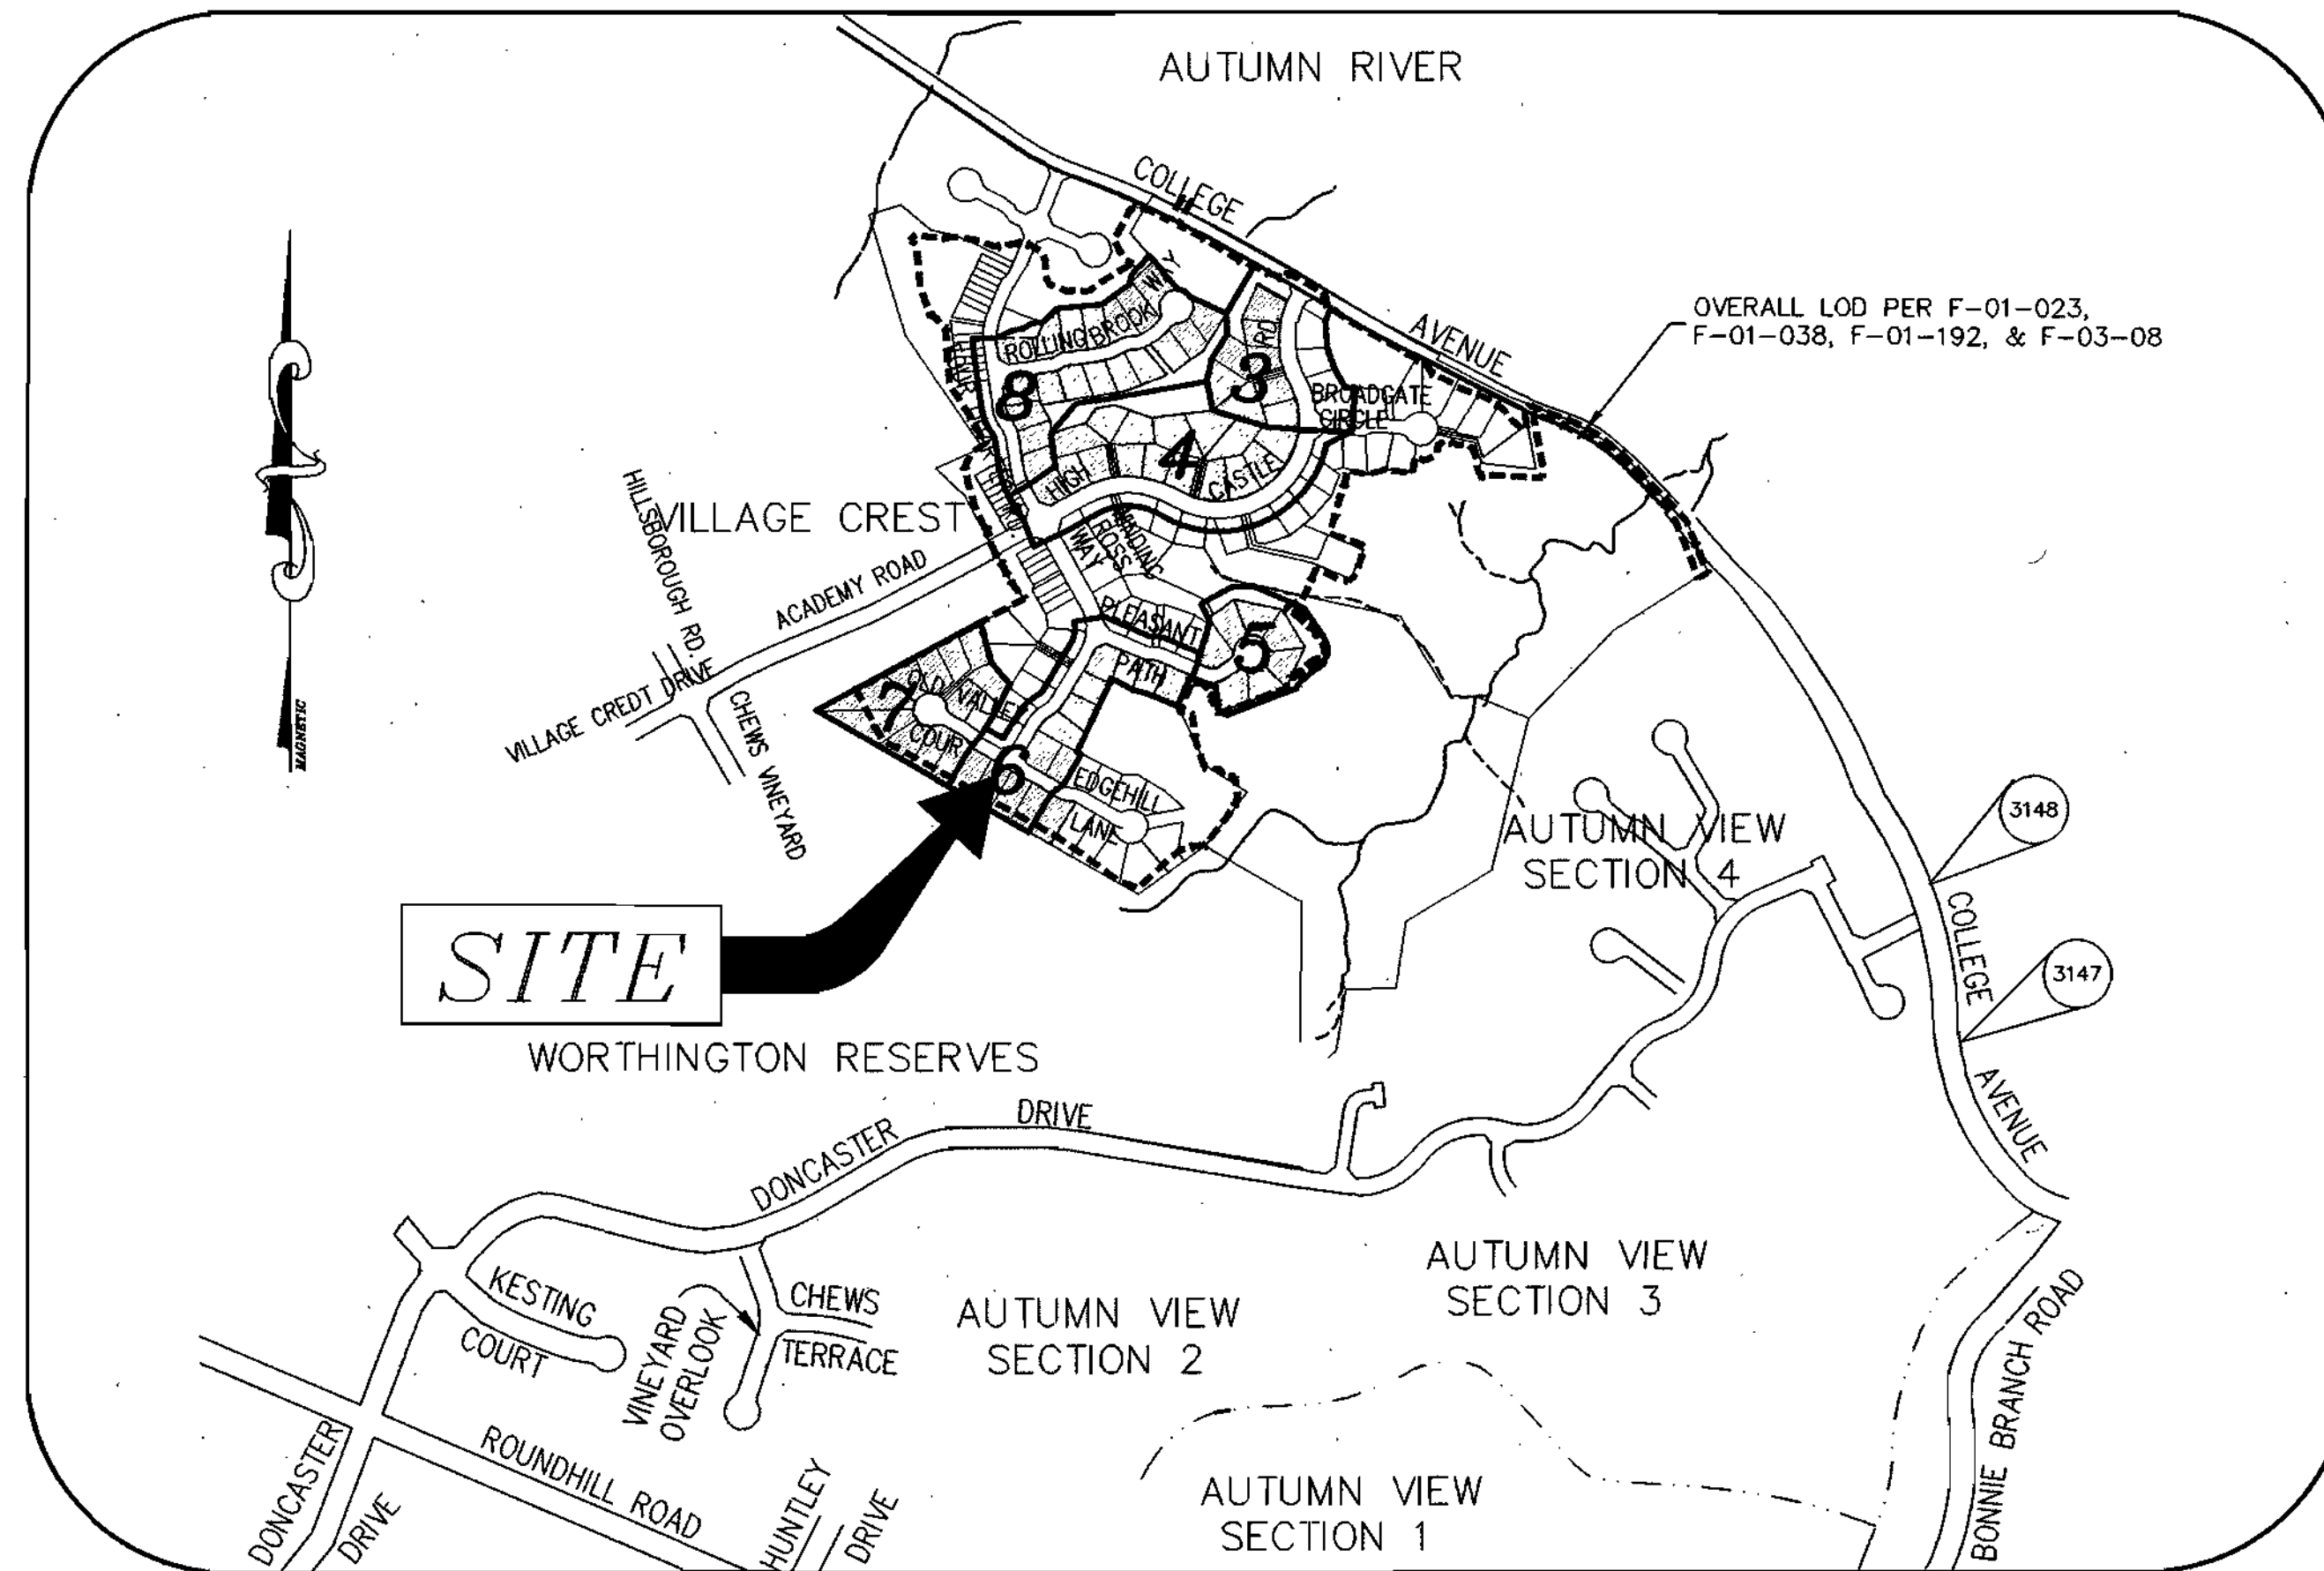 AUTUMN RIVER
COLLEGE
AVENUE
OVERALL LOD PER F-01-023,
F-01-038, F-01-192, & F-03-08
ROLLING BROOK WAY
8
3
RD
BROADGATE
CIRCLE
4
HIGH
CASTLE
VILLAGE CREST
HILLSBOROUGH RD.
ACADEMY ROAD
WINDING
ROSS
WAY
PLEASANT
PATH
5
VILLAGE CREDT DRIVE
CHEWS VINEYARD
7
OLD VALLEY
COUR
6
EDGEHILL
LANE
MAGNETIC
SITE
AUTUMN VIEW
SECTION 4
3148
COLLEGE
3147
AVENUE
WORTHINGTON RESERVES
DONCASTER
DRIVE
KESTING
COURT
VINEYARD
OVERLOOK
CHEWS
TERRACE
AUTUMN VIEW
SECTION 2
AUTUMN VIEW
SECTION 3
BONNIE BRANCH ROAD
DONCASTER
DRIVE
ROUNDHILL ROAD
HUNTLEY
DRIVE
AUTUMN VIEW
SECTION 1